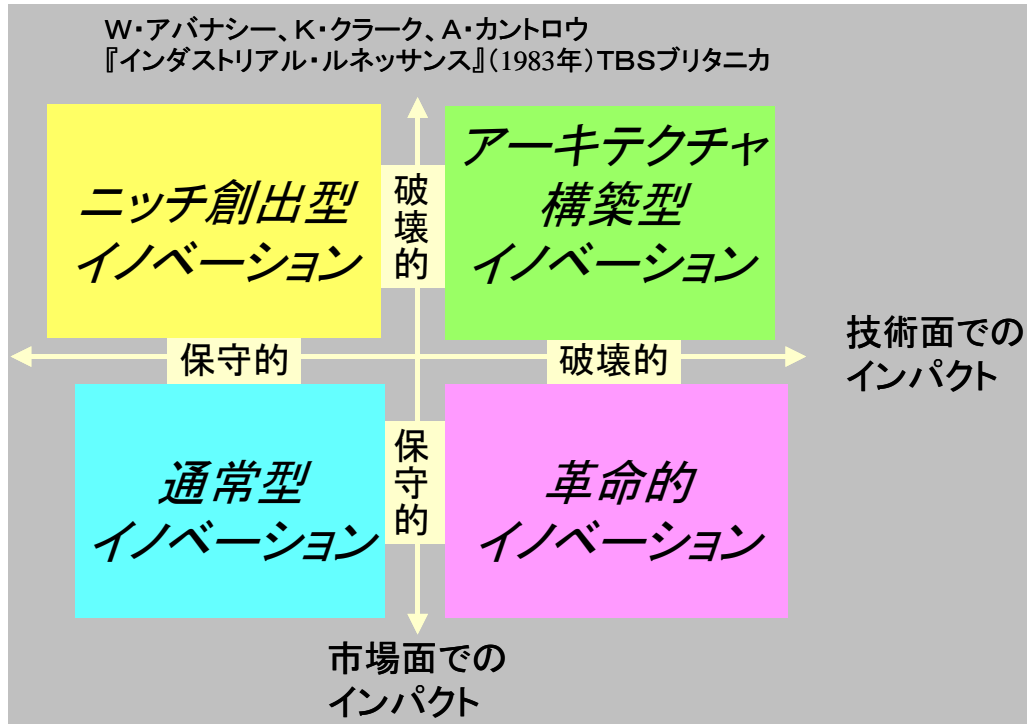 W・アバナシー、K・クラーク、A・カントロウ
『インダストリアル・ルネッサンス』(1983年)TBSブリタニカ
ニッチ創出型
イノベーション
破壊的
アーキテクチャ
構築型
イノベーション
保守的
破壊的
技術面での
インパクト
通常型
イノベーション
保守的
革命的
イノベーション
市場面での
インパクト